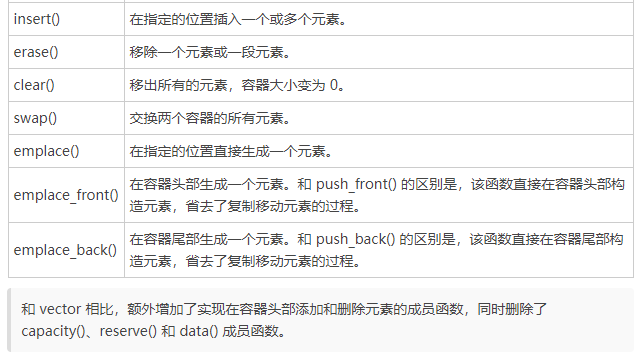 insert() 在指定的位置插入一个或多个元素。
erase() 移除一个元素或一段元素。
clear() 移出所有的元素，容器大小变为 0。
swap() 交换两个容器的所有元素。
emplace() 在指定的位置直接生成一个元素。
emplace_front() 在容器头部生成一个元素。和 push_front() 的区别是，该函数直接在容器头部构
造元素，省去了复制移动元素的过程。
emplace_back() 在容器尾部生成一个元素。和 push_back() 的区别是，该函数直接在容器尾部构
造元素，省去了复制移动元素的过程。
和 vector 相比，额外增加了实现在容器头部添加和删除元素的成员函数，同时删除了
capacity()、reserve() 和 data() 成员函数。